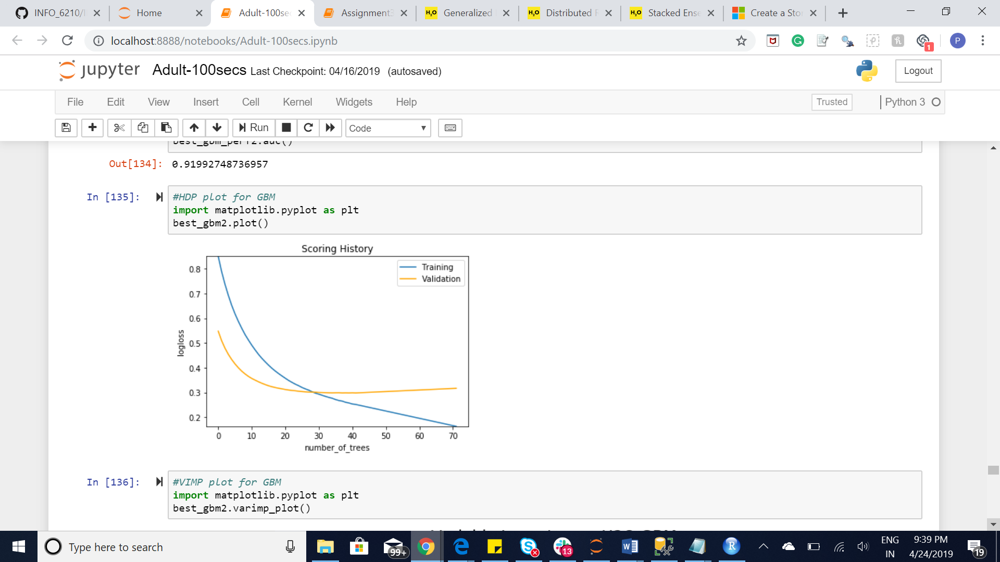 INFO_6210/
Home
Adult-100sec
Assignment
Generalized
Distributed
Stacked Ense
Create a Sto
localhost:8888/notebooks/Adult-100secs.ipynb
1
P
jupyter Adult-100secs Last Checkpoint: 04/16/2019 (autosaved)
Logout
File Edit View Insert Cell Kernel Widgets Help
Trusted Python 3
Run Code
best_gbm_perf2.auc()
Out[134]: 0.91992748736957
In [135]: #HDP plot for GBM
import matplotlib.pyplot as plt
best_gbm2.plot()
Scoring History
Training
Validation
0.8
0.7
0.6
0.5
0.4
0.3
0.2
logloss
0 10 20 30 40 50 60 70
number_of_trees
In [136]: #VIMP plot for GBM
import matplotlib.pyplot as plt
best_gbm2.varimp_plot()
Type here to search
99+
13
ENG
IN
9:39 PM
4/24/2019
19